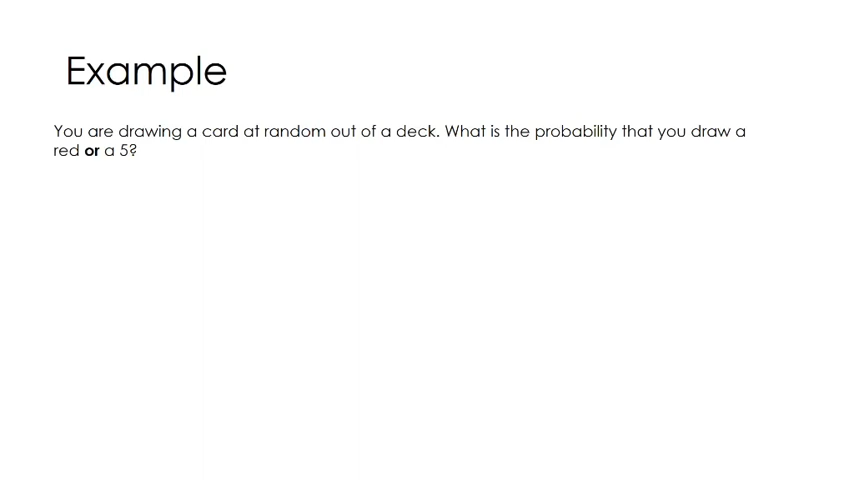 Example
You are drawing a card at random out of a deck. What is the probability that you draw a
red or a 5?